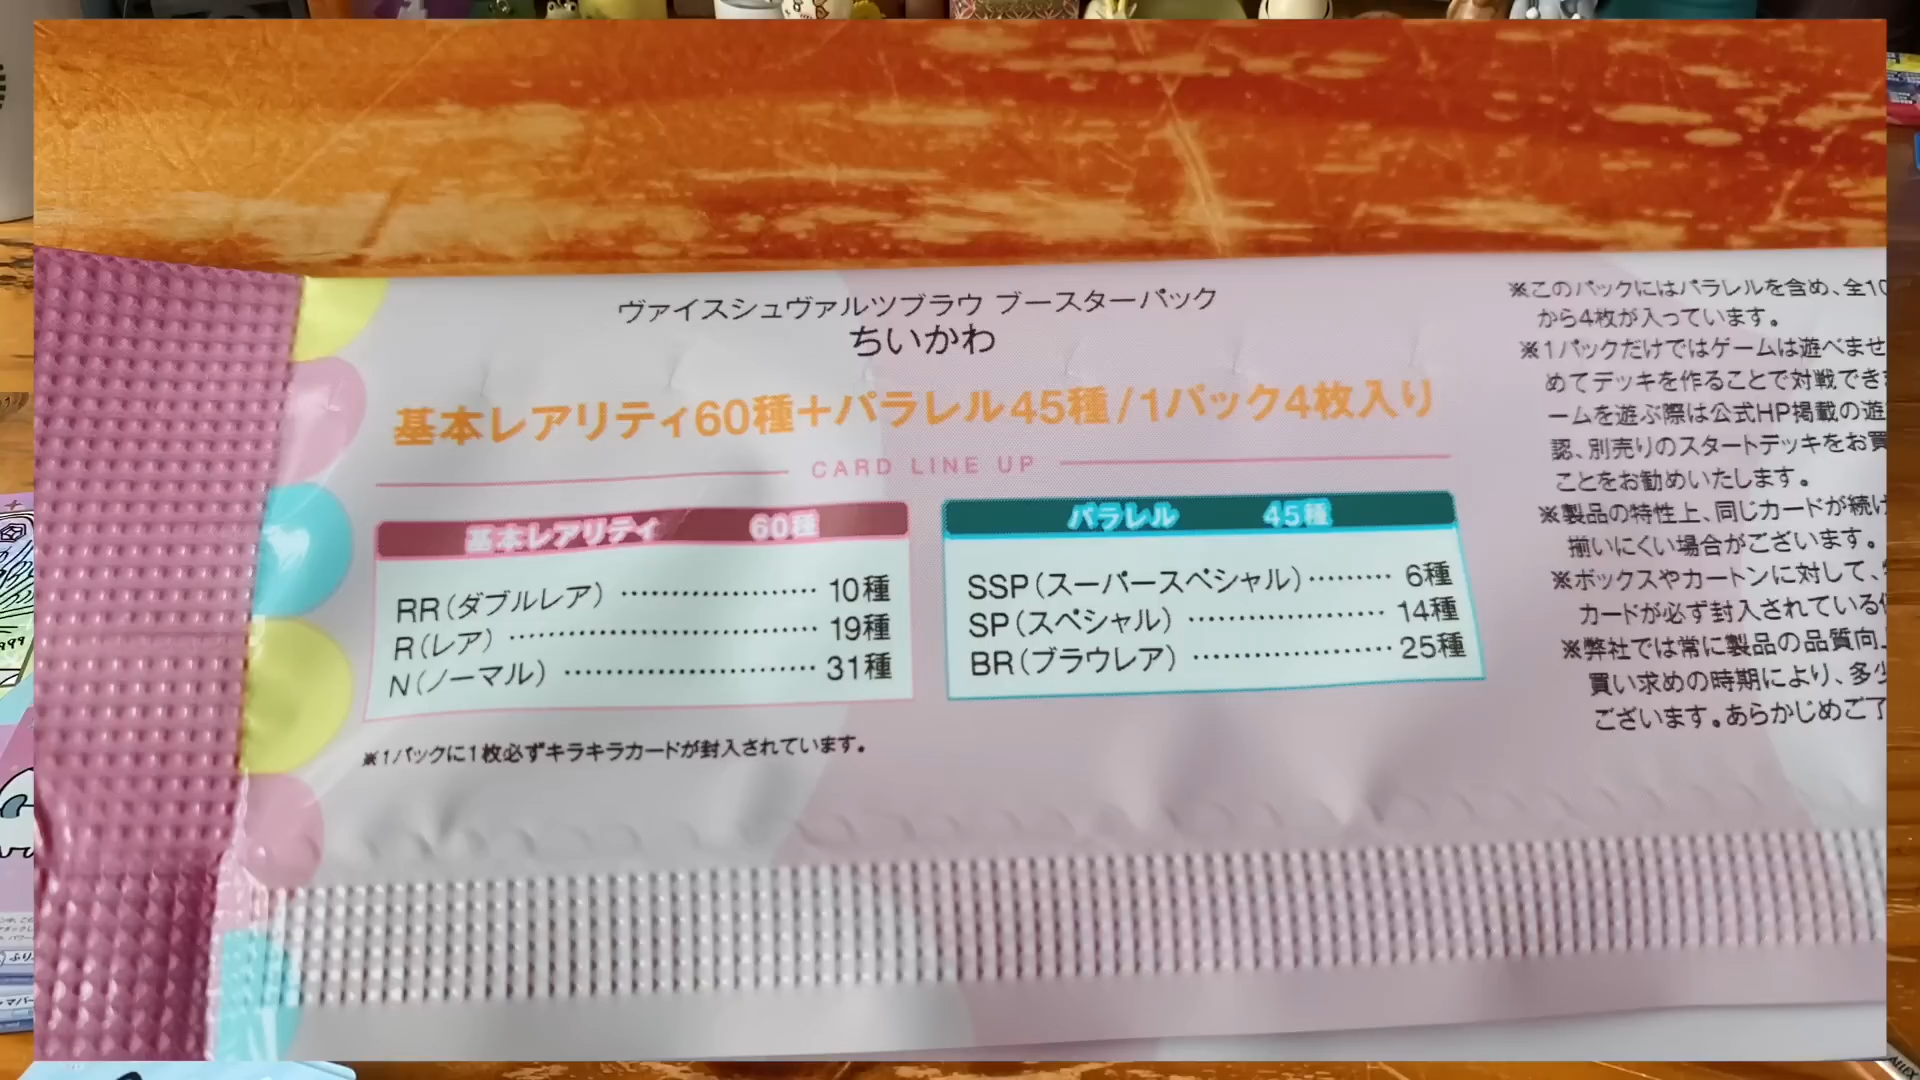 ヴァイスシュヴァルツブラウ ブースターパック
ちいかわ
基本レアリティ60種+パラレル45種/1パック4枚入り
CARD LINE UP
基本レアリティ 60種
RR(ダブルレア) ………………… 10種
R(レア) ………………………… 19種
N(ノーマル) …………………… 31種
パラレル 45種
SSP(スーパースペシャル) ……… 6種
SP(スペシャル) ………………… 14種
BR(ブラウレア) ………………… 25種
※1パックに1枚必ずキラキラカードが封入されています。
※このパックにはパラレルを含め、全10
から4枚が入っています。
※1パックだけではゲームは遊べませ
めてデッキを作ることで対戦でき
ームを遊ぶ際は公式HP掲載の遊
認、別売りのスタートデッキをお買
ことをお勧めいたします。
※製品の特性上、同じカードが続け
揃いにくい場合がございます。
※ボックスやカートンに対して、
カードが必ず封入されている
※弊社では常に製品の品質向上
買い求めの時期により、多少
ございます。あらかじめご了